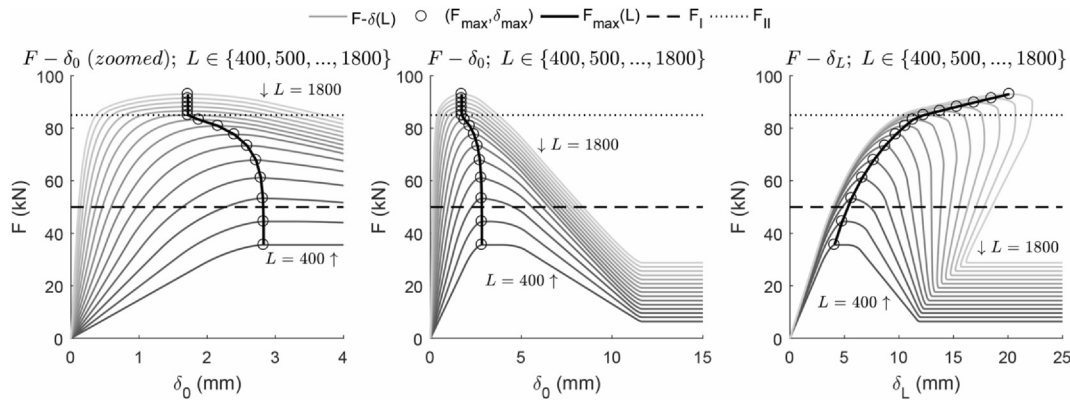 F-δ(L) (Fmax,δmax) Fmax(L) FI FII
F − δ0 (zoomed); L ∈ {400, 500, ..., 1800}
F − δ0; L ∈ {400, 500, ..., 1800}
F − δL; L ∈ {400, 500, ..., 1800}
100
80
60
40
20
0
F (kN)
↓ L = 1800
L = 400 ↑
0 1 2 3 4
δ0 (mm)
100
80
60
40
20
0
F (kN)
↓ L = 1800
L = 400 ↑
0 5 10 15
δ0 (mm)
100
80
60
40
20
0
F (kN)
↓ L = 1800
L = 400 ↑
0 5 10 15 20 25
δL (mm)